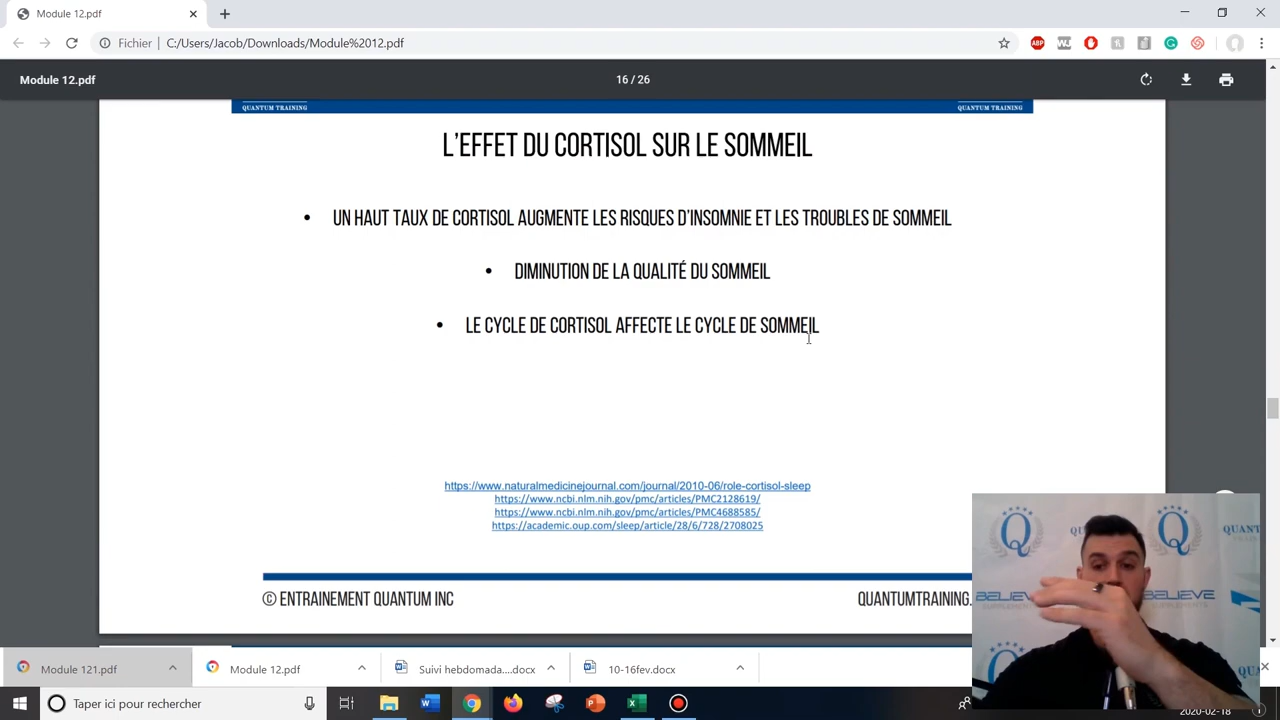 Module 12.pdf
Fichier
C:/Users/Jacob/Downloads/Module%2012.pdf
Module 12.pdf
16 / 26
QUANTUM TRAINING
QUANTUM TRAINING
L'EFFET DU CORTISOL SUR LE SOMMEIL
• UN HAUT TAUX DE CORTISOL AUGMENTE LES RISQUES D'INSOMNIE ET LES TROUBLES DE SOMMEIL
• DIMINUTION DE LA QUALITÉ DU SOMMEIL
• LE CYCLE DE CORTISOL AFFECTE LE CYCLE DE SOMMEIL
https://www.naturalmedicinejournal.com/journal/2010-06/role-cortisol-sleep
https://www.ncbi.nlm.nih.gov/pmc/articles/PMC2128619/
https://www.ncbi.nlm.nih.gov/pmc/articles/PMC4688585/
https://academic.oup.com/sleep/article/28/6/728/2708025
© ENTRAINEMENT QUANTUM INC
QUANTUMTRAINING.
BELIEVE
BELIEVE
SUPPLEMENTS
Module 121.pdf
Module 12.pdf
Suivi hebdomada....docx
10-16fev.docx
Taper ici pour rechercher
2020-02-18